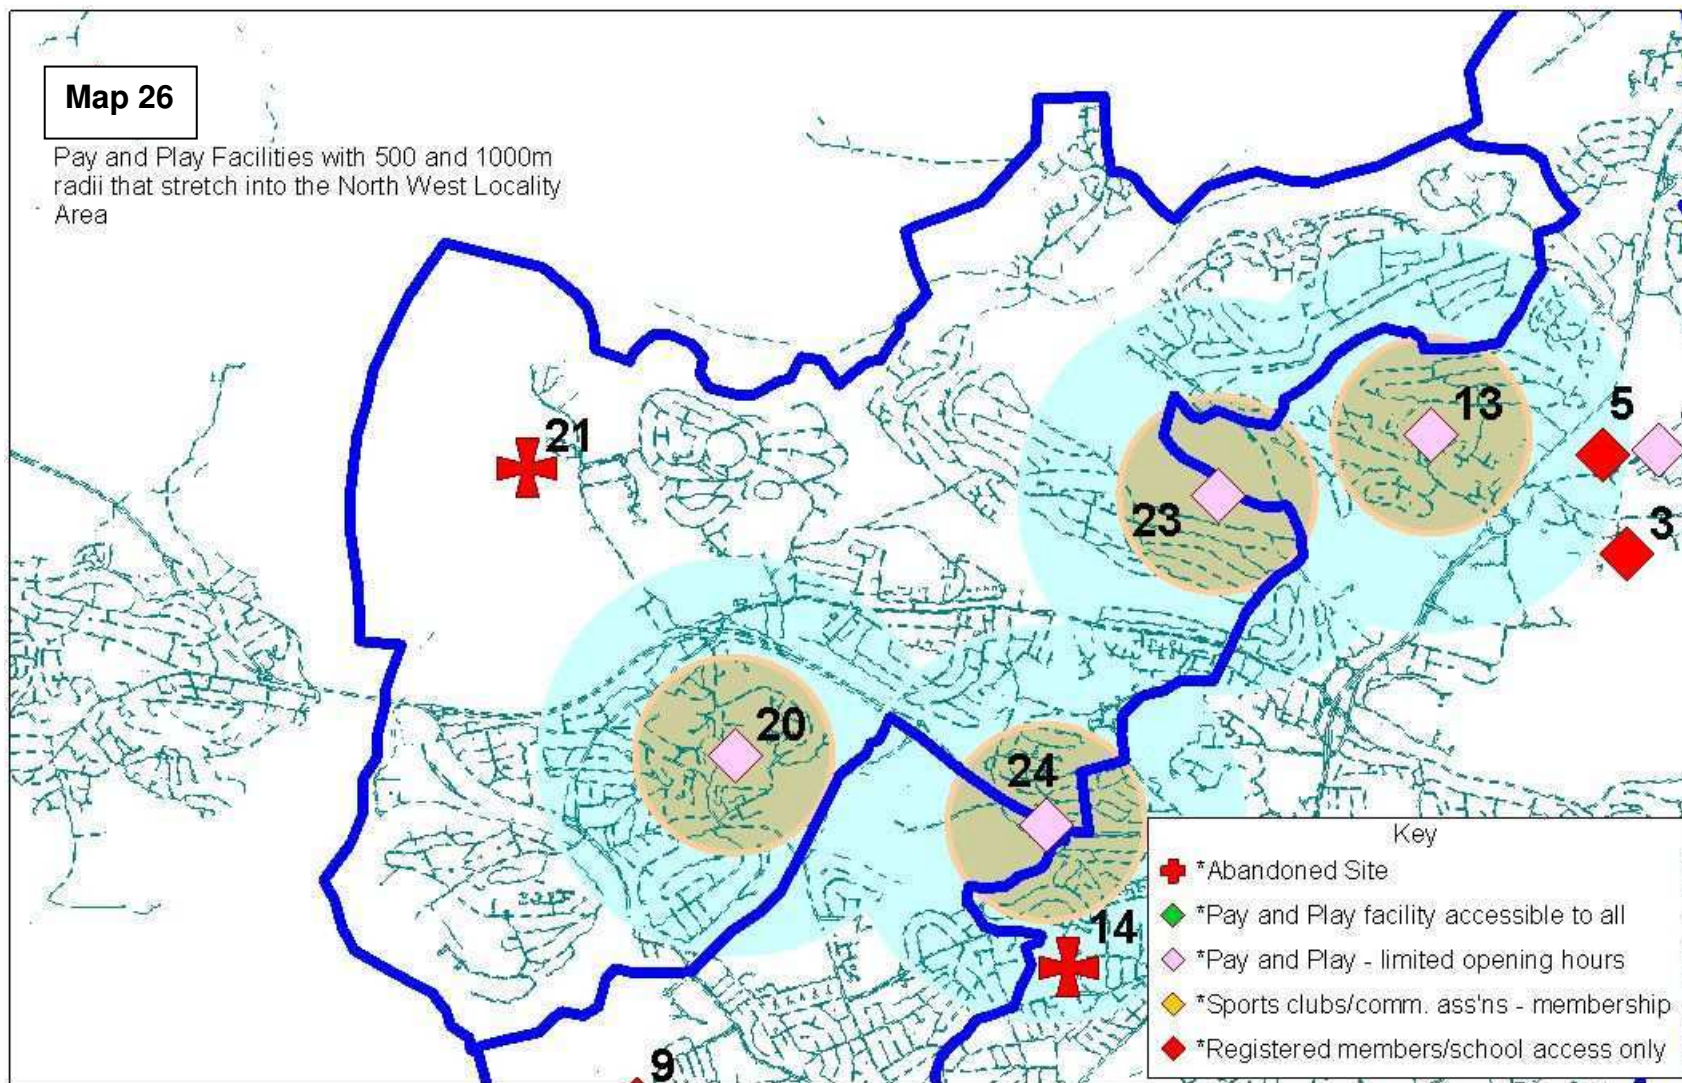 Map 26
Pay and Play Facilities with 500 and 1000m
radii that stretch into the North West Locality
Area
21
13
5
23
3
20
24
14
9
Key
*Abandoned Site
*Pay and Play facility accessible to all
*Pay and Play - limited opening hours
*Sports clubs/comm. ass'ns - membership
*Registered members/school access only